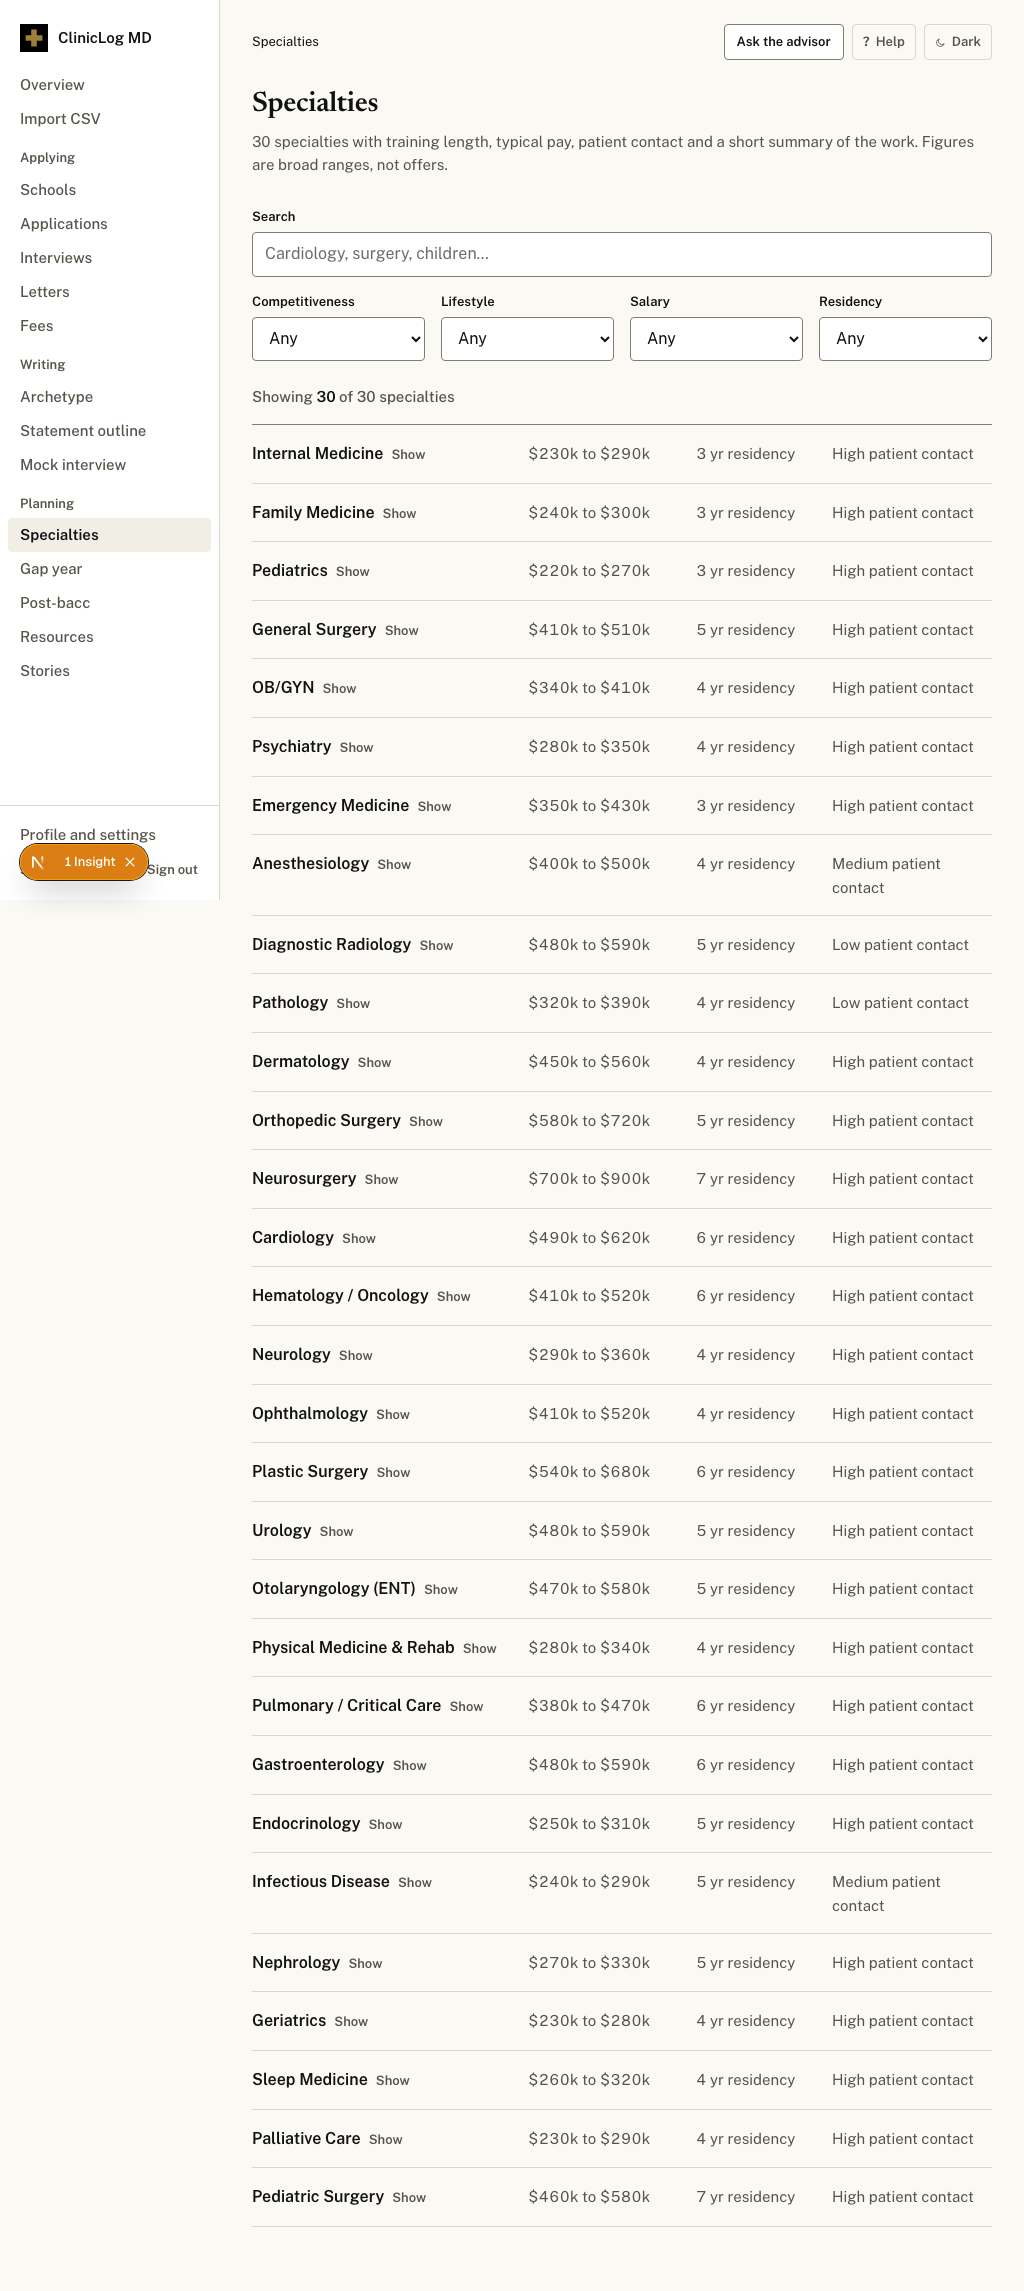 ClinicLog MD
Overview
Import CSV
Applying
Schools
Applications
Interviews
Letters
Fees
Writing
Archetype
Statement outline
Mock interview
Planning
Specialties
Gap year
Post-bacc
Resources
Stories
Profile and settings
1 Insight
Sign out
Specialties
Ask the advisor
? Help
Dark
Specialties
30 specialties with training length, typical pay, patient contact and a short summary of the work. Figures
are broad ranges, not offers.
Search
Cardiology, surgery, children...
Competitiveness Lifestyle Salary Residency
Any Any Any Any
Showing 30 of 30 specialties
Internal Medicine Show $230k to $290k 3 yr residency High patient contact
Family Medicine Show $240k to $300k 3 yr residency High patient contact
Pediatrics Show $220k to $270k 3 yr residency High patient contact
General Surgery Show $410k to $510k 5 yr residency High patient contact
OB/GYN Show $340k to $410k 4 yr residency High patient contact
Psychiatry Show $280k to $350k 4 yr residency High patient contact
Emergency Medicine Show $350k to $430k 3 yr residency High patient contact
Anesthesiology Show $400k to $500k 4 yr residency Medium patient
contact
Diagnostic Radiology Show $480k to $590k 5 yr residency Low patient contact
Pathology Show $320k to $390k 4 yr residency Low patient contact
Dermatology Show $450k to $560k 4 yr residency High patient contact
Orthopedic Surgery Show $580k to $720k 5 yr residency High patient contact
Neurosurgery Show $700k to $900k 7 yr residency High patient contact
Cardiology Show $490k to $620k 6 yr residency High patient contact
Hematology / Oncology Show $410k to $520k 6 yr residency High patient contact
Neurology Show $290k to $360k 4 yr residency High patient contact
Ophthalmology Show $410k to $520k 4 yr residency High patient contact
Plastic Surgery Show $540k to $680k 6 yr residency High patient contact
Urology Show $480k to $590k 5 yr residency High patient contact
Otolaryngology (ENT) Show $470k to $580k 5 yr residency High patient contact
Physical Medicine & Rehab Show $280k to $340k 4 yr residency High patient contact
Pulmonary / Critical Care Show $380k to $470k 6 yr residency High patient contact
Gastroenterology Show $480k to $590k 6 yr residency High patient contact
Endocrinology Show $250k to $310k 5 yr residency High patient contact
Infectious Disease Show $240k to $290k 5 yr residency Medium patient
contact
Nephrology Show $270k to $330k 5 yr residency High patient contact
Geriatrics Show $230k to $280k 4 yr residency High patient contact
Sleep Medicine Show $260k to $320k 4 yr residency High patient contact
Palliative Care Show $230k to $290k 4 yr residency High patient contact
Pediatric Surgery Show $460k to $580k 7 yr residency High patient contact